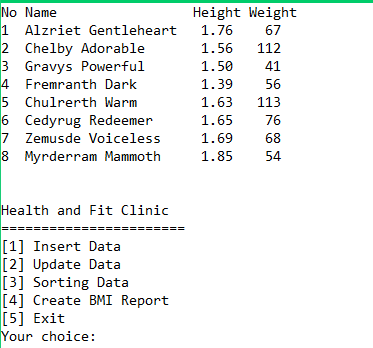 No Name                 Height Weight
1  Alzriet Gentleheart   1.76    67
2  Chelby Adorable       1.56   112
3  Gravys Powerful       1.50    41
4  Fremranth Dark        1.39    56
5  Chulrerth Warm        1.63   113
6  Cedyrug Redeemer      1.65    76
7  Zemusde Voiceless     1.69    68
8  Myrderram Mammoth     1.85    54
Health and Fit Clinic
=======================
[1] Insert Data
[2] Update Data
[3] Sorting Data
[4] Create BMI Report
[5] Exit
Your choice: